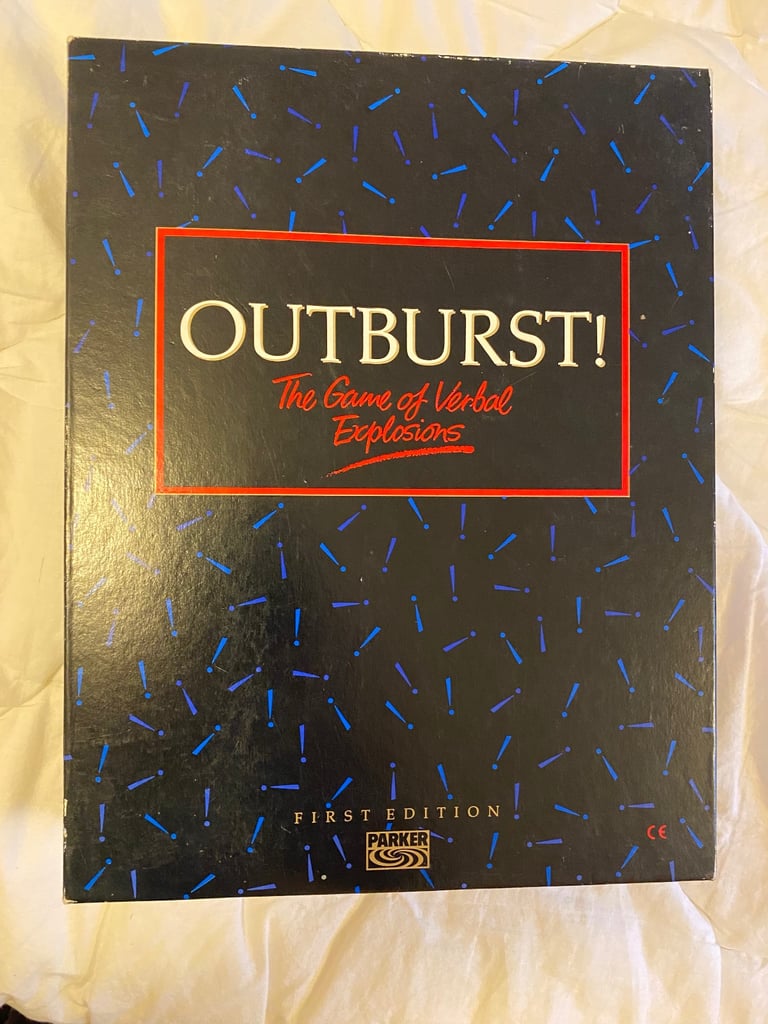 OUTBURST!
The Game of Verbal
Explosions
FIRST EDITION
PARKER
CE